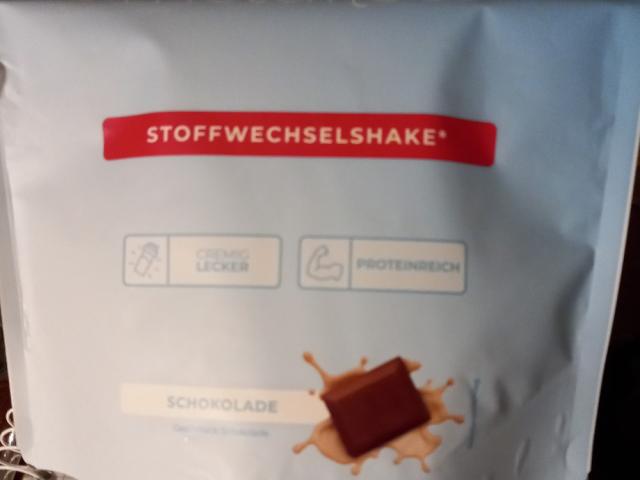 STOFFWECHSELSHAKE*
CREMIG
LECKER
PROTEINREICH
SCHOKOLADE